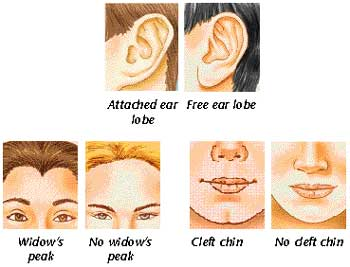 Attached ear lobe
Free ear lobe
Widow's peak
No widow's peak
Cleft chin
No cleft chin